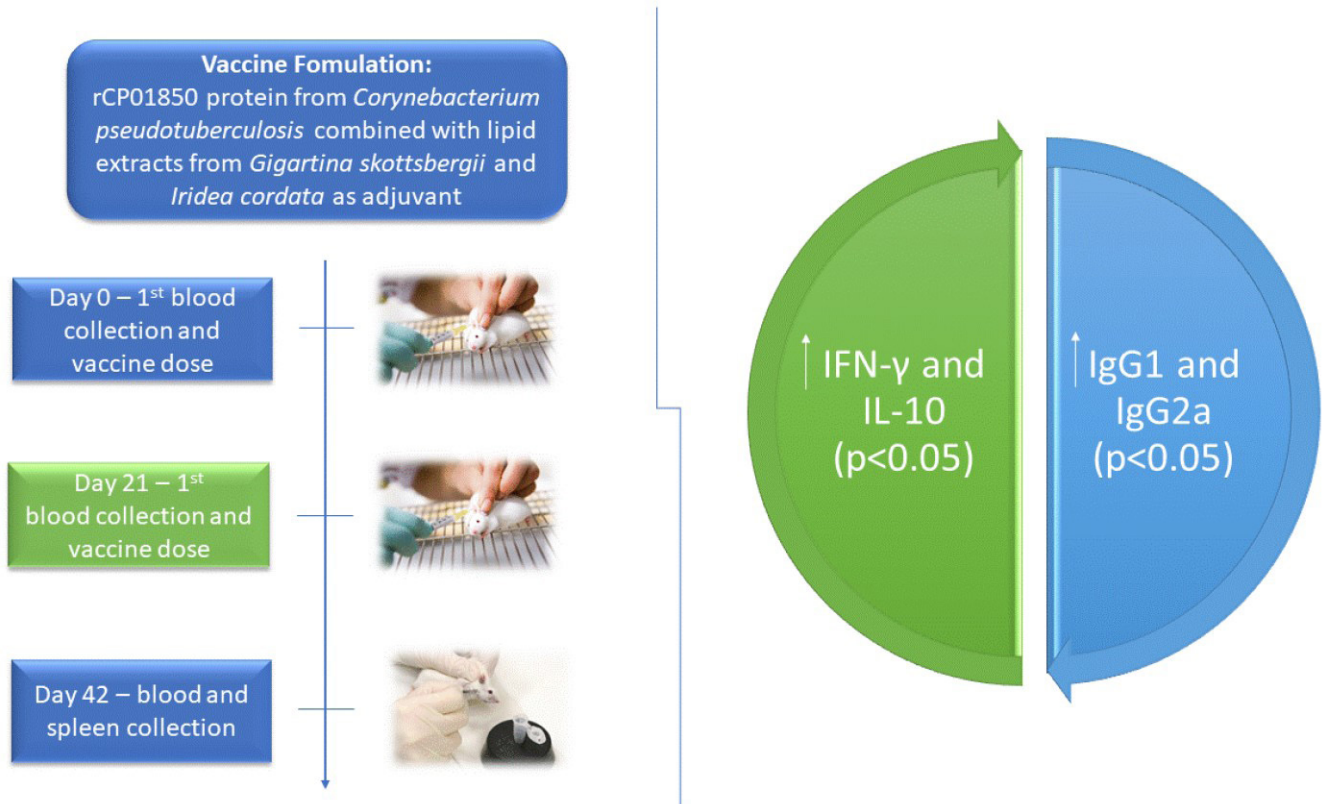 Vaccine Fomulation:
rCP01850 protein from Corynebacterium
pseudotuberculosis combined with lipid
extracts from Gigartina skottsbergii and
Iridea cordata as adjuvant
Day 0 – 1st blood
collection and
vaccine dose
Day 21 – 1st
blood collection and
vaccine dose
Day 42 – blood and
spleen collection
↑ IFN-γ and
IL-10
(p<0.05)
↑ IgG1 and
IgG2a
(p<0.05)